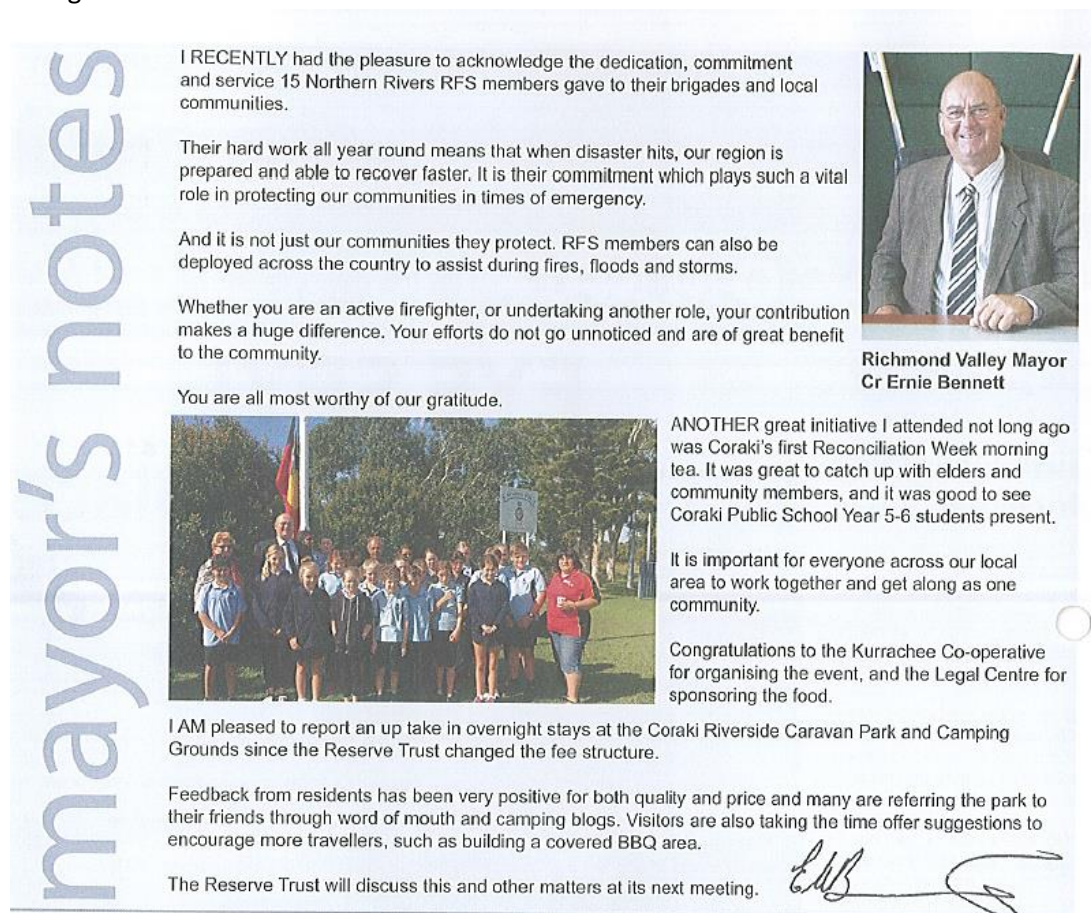 mayor's notes
I RECENTLY had the pleasure to acknowledge the dedication, commitment
and service 15 Northern Rivers RFS members gave to their brigades and local
communities.
Their hard work all year round means that when disaster hits, our region is
prepared and able to recover faster. It is their commitment which plays such a vital
role in protecting our communities in times of emergency.
And it is not just our communities they protect. RFS members can also be
deployed across the country to assist during fires, floods and storms.
Whether you are an active firefighter, or undertaking another role, your contribution
makes a huge difference. Your efforts do not go unnoticed and are of great benefit
to the community.
You are all most worthy of our gratitude.
Richmond Valley Mayor
Cr Ernie Bennett
ANOTHER great initiative I attended not long ago
was Coraki's first Reconciliation Week morning
tea. It was great to catch up with elders and
community members, and it was good to see
Coraki Public School Year 5-6 students present.
It is important for everyone across our local
area to work together and get along as one
community.
Congratulations to the Kurrachee Co-operative
for organising the event, and the Legal Centre for
sponsoring the food.
I AM pleased to report an up take in overnight stays at the Coraki Riverside Caravan Park and Camping
Grounds since the Reserve Trust changed the fee structure.
Feedback from residents has been very positive for both quality and price and many are referring the park to
their friends through word of mouth and camping blogs. Visitors are also taking the time offer suggestions to
encourage more travellers, such as building a covered BBQ area.
The Reserve Trust will discuss this and other matters at its next meeting.